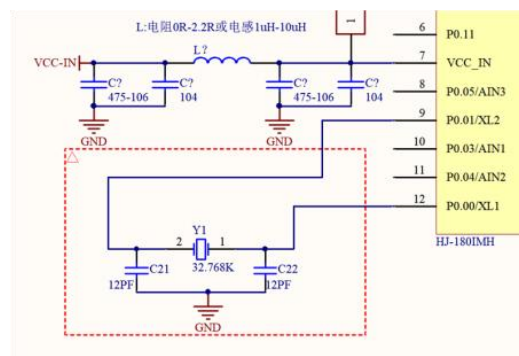 L:电阻0R-2.2R或电感1uH-10uH
1
6
P0.11
VCC-IN
L?
7
VCC_IN
C?
475-106
C?
104
C?
475-106
C?
104
8
P0.05/AIN3
GND
GND
9
P0.01/XL2
10
P0.03/AIN1
11
P0.04/AIN2
12
P0.00/XL1
Y1
2
1
32.768K
HJ-180IMH
C21
12PF
C22
12PF
GND